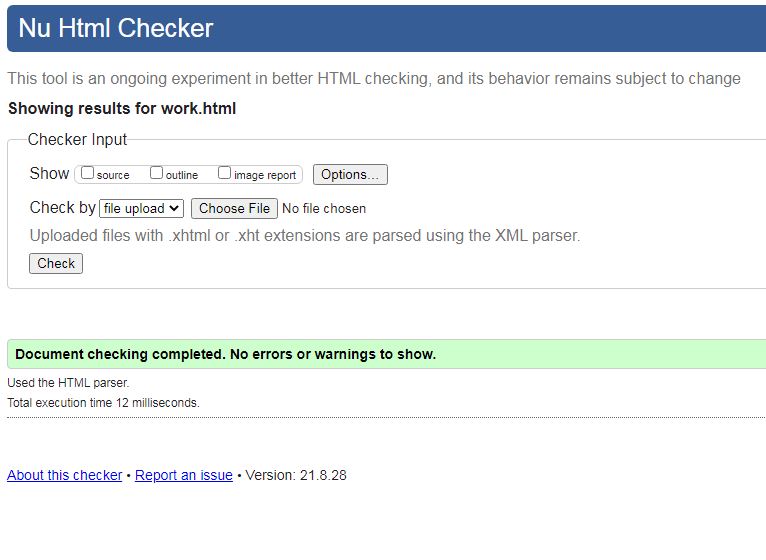 Nu Html Checker
This tool is an ongoing experiment in better HTML checking, and its behavior remains subject to change
Showing results for work.html
Checker Input
Show source outline image report Options...
Check by file upload Choose File No file chosen
Uploaded files with .xhtml or .xht extensions are parsed using the XML parser.
Check
Document checking completed. No errors or warnings to show.
Used the HTML parser.
Total execution time 12 milliseconds.
About this checker • Report an issue • Version: 21.8.28